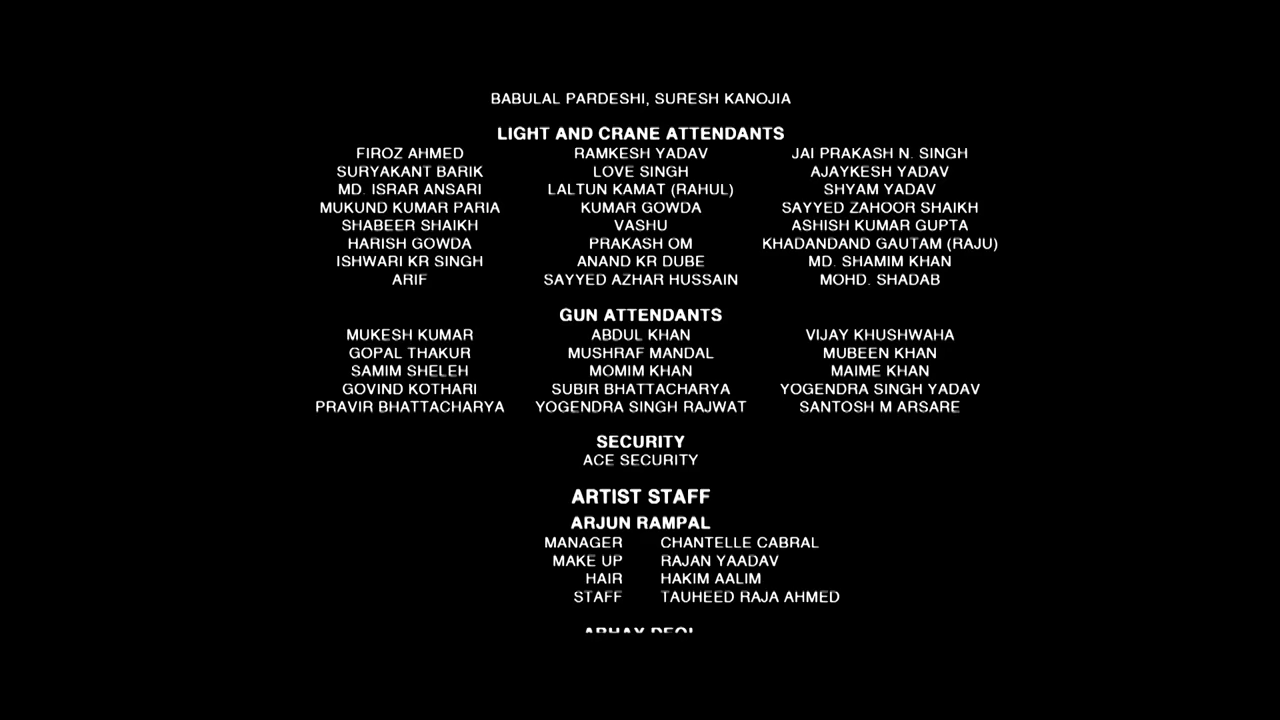 BABULAL PARDESHI, SURESH KANOJIA
LIGHT AND CRANE ATTENDANTS
FIROZ AHMED RAMKESH YADAV JAI PRAKASH N. SINGH
SURYAKANT BARIK LOVE SINGH AJAYKESH YADAV
MD. ISRAR ANSARI LALTUN KAMAT (RAHUL) SHYAM YADAV
MUKUND KUMAR PARIA KUMAR GOWDA SAYYED ZAHOOR SHAIKH
SHABEER SHAIKH VASHU ASHISH KUMAR GUPTA
HARISH GOWDA PRAKASH OM KHADANDAND GAUTAM (RAJU)
ISHWARI KR SINGH ANAND KR DUBE MD. SHAMIM KHAN
ARIF SAYYED AZHAR HUSSAIN MOHD. SHADAB
GUN ATTENDANTS
MUKESH KUMAR ABDUL KHAN VIJAY KHUSHWAHA
GOPAL THAKUR MUSHRAF MANDAL MUBEEN KHAN
SAMIM SHELEH MOMIM KHAN MAIME KHAN
GOVIND KOTHARI SUBIR BHATTACHARYA YOGENDRA SINGH YADAV
PRAVIR BHATTACHARYA YOGENDRA SINGH RAJWAT SANTOSH M ARSARE
SECURITY
ACE SECURITY
ARTIST STAFF
ARJUN RAMPAL
MANAGER CHANTELLE CABRAL
MAKE UP RAJAN YAADAV
HAIR HAKIM AALIM
STAFF TAUHEED RAJA AHMED
ABHAY DEOL